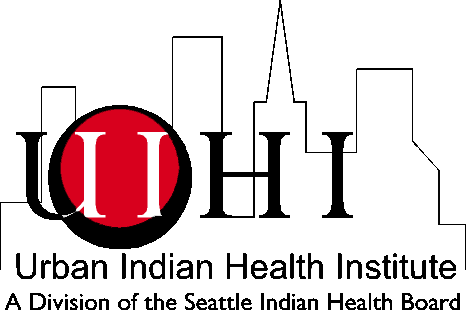 UIHI
Urban Indian Health Institute
A Division of the Seattle Indian Health Board